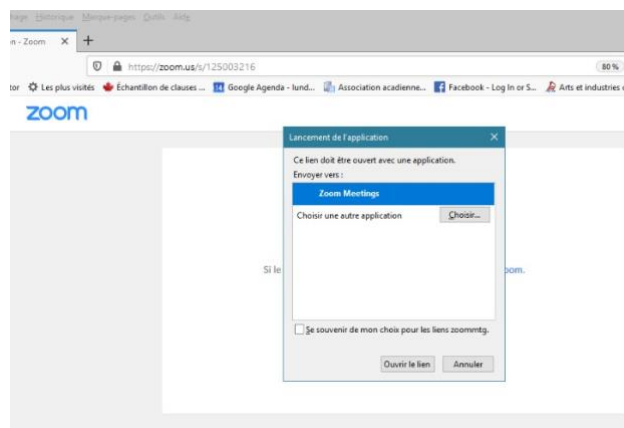 Historique Marque-pages Outils Aide
n - Zoom × +
https://zoom.us/s/125003216 80 %
tor Les plus visités Échantillon de clauses ... 14 Google Agenda - lund... Association acadienne... Facebook - Log In or S... Arts et industries
zoom
Lancement de l'application ×
Ce lien doit être ouvert avec une application.
Envoyer vers :
Zoom Meetings
Choisir une autre application Choisir...
Si le oom.
Se souvenir de mon choix pour les liens zoommtg.
Ouvrir le lien Annuler